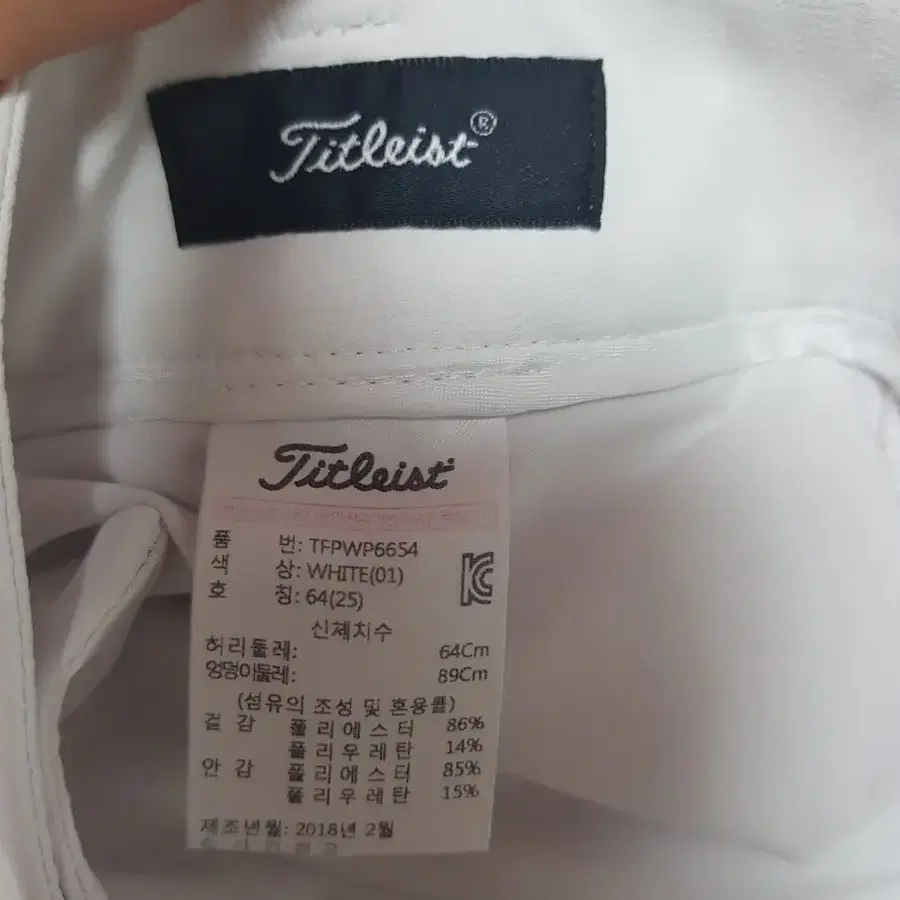 Titleist®
Titleist
품 번: TFPWP6654
색 상: WHITE(01)
호 칭: 64(25)
신체치수
허리둘레: 64Cm
엉덩이둘레: 89Cm
(섬유의 조성 및 혼용률)
겉 감 폴리에스터 86%
폴리우레탄 14%
안 감 폴리에스터 85%
폴리우레탄 15%
제조년월: 2018년 2월